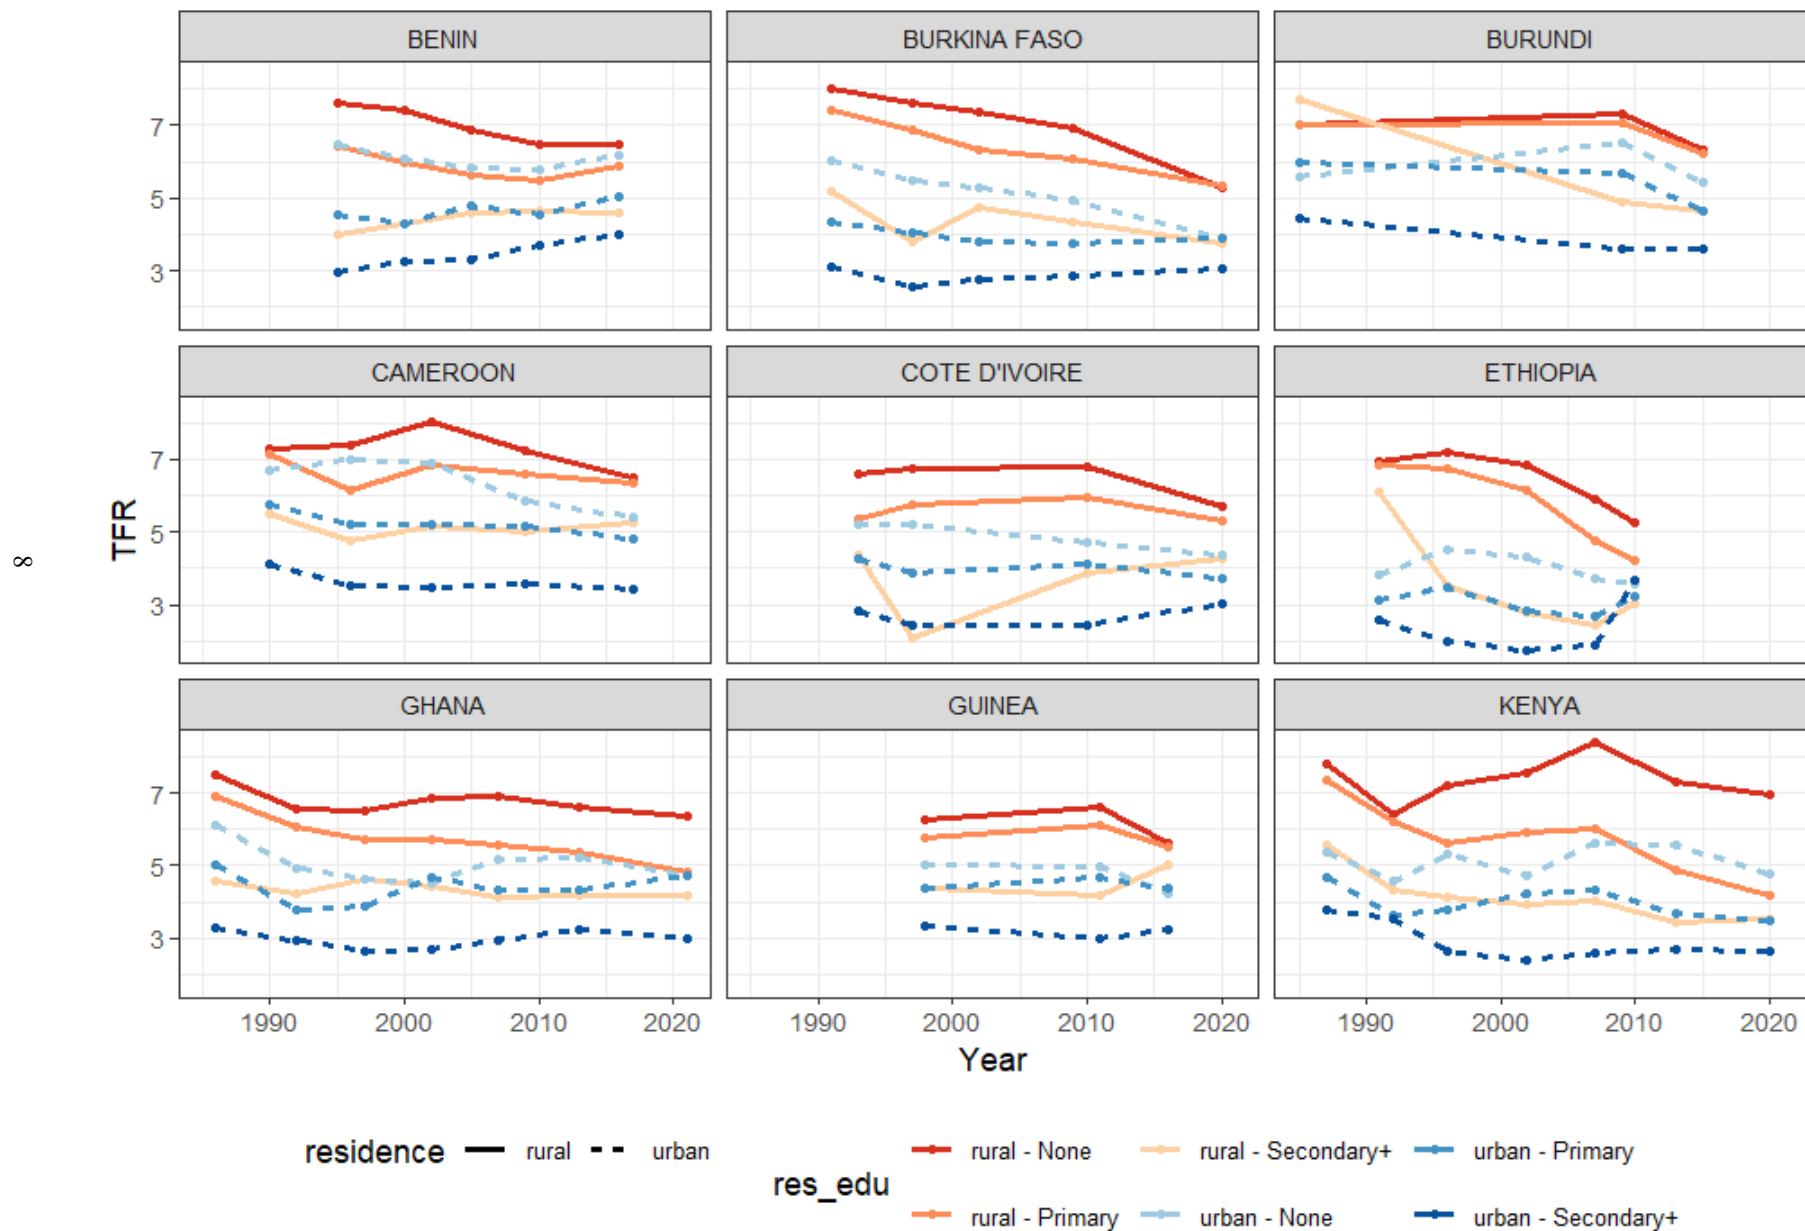 BENIN BURKINA FASO BURUNDI
7
5
3
CAMEROON COTE D'IVOIRE ETHIOPIA
7
5
3
TFR
8
GHANA GUINEA KENYA
7
5
3
1990 2000 2010 2020 1990 2000 2010 2020 1990 2000 2010 2020
Year
residence rural urban
res_edu
rural - None rural - Secondary+ urban - Primary
rural - Primary urban - None urban - Secondary+